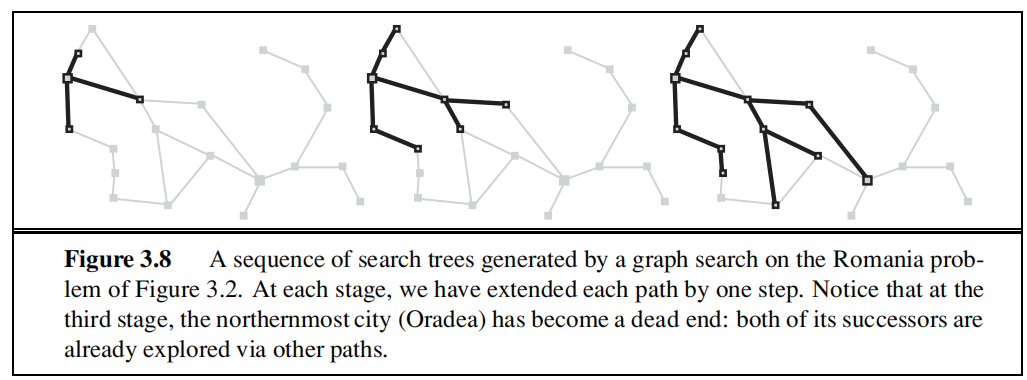 Figure 3.8 A sequence of search trees generated by a graph search on the Romania prob-
lem of Figure 3.2. At each stage, we have extended each path by one step. Notice that at the
third stage, the northernmost city (Oradea) has become a dead end: both of its successors are
already explored via other paths.